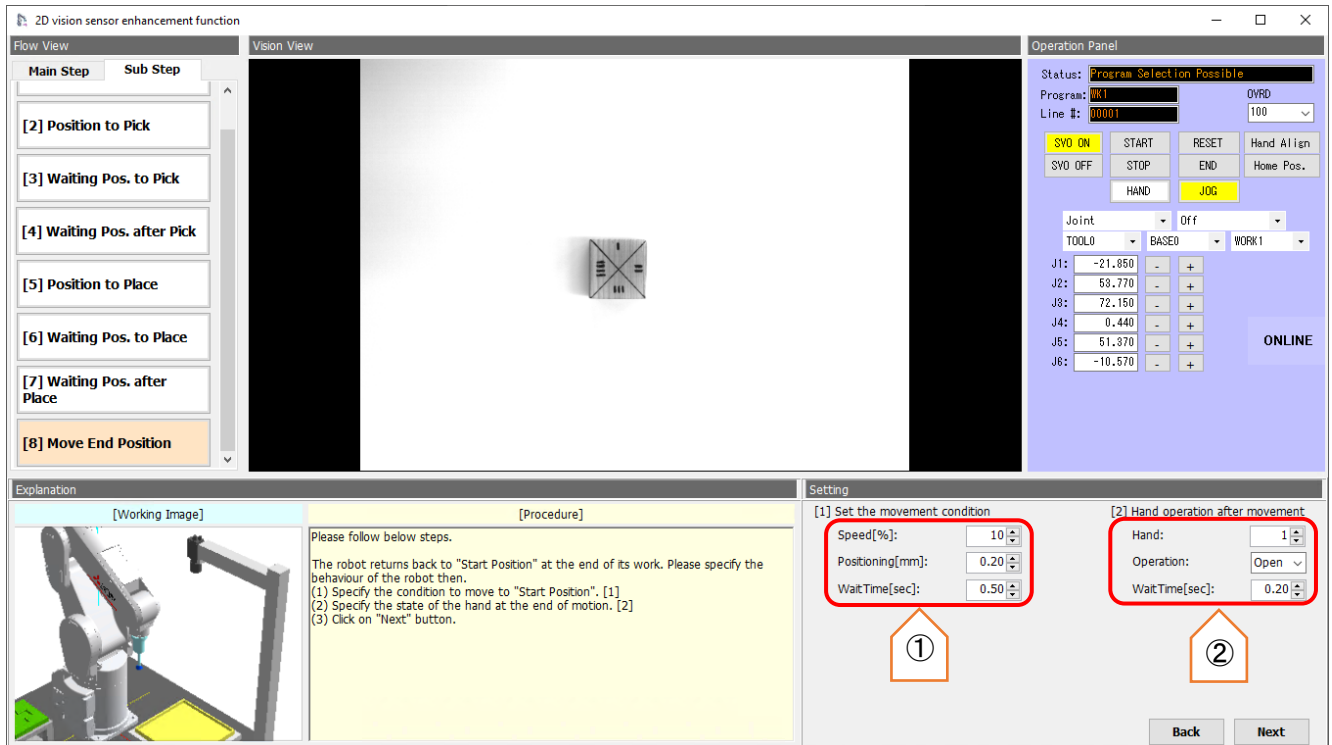 2D vision sensor enhancement function
Flow View
Main Step
Sub Step
[2] Position to Pick
[3] Waiting Pos. to Pick
[4] Waiting Pos. after Pick
[5] Position to Place
[6] Waiting Pos. to Place
[7] Waiting Pos. after
Place
[8] Move End Position
Vision View
Operation Panel
Status: Program Selection Possible
Program: WK1
OVRD
Line #: 00001
100
SVO ON START RESET Hand Align
SVO OFF STOP END Home Pos.
HAND JOG
Joint Off
TOOL0 BASE0 WORK1
J1: -21.850 - +
J2: 53.770 - +
J3: 72.150 - +
J4: 0.440 - +
J5: 51.370 - +
J6: -10.570 - +
ONLINE
Explanation
[Working Image]
[Procedure]
Please follow below steps.
The robot returns back to "Start Position" at the end of its work. Please specify the
behaviour of the robot then.
(1) Specify the condition to move to "Start Position". [1]
(2) Specify the state of the hand at the end of motion. [2]
(3) Click on "Next" button.
Setting
[1] Set the movement condition
Speed[%]: 10
Positioning[mm]: 0.20
WaitTime[sec]: 0.50
①
[2] Hand operation after movement
Hand: 1
Operation: Open
WaitTime[sec]: 0.20
②
Back Next